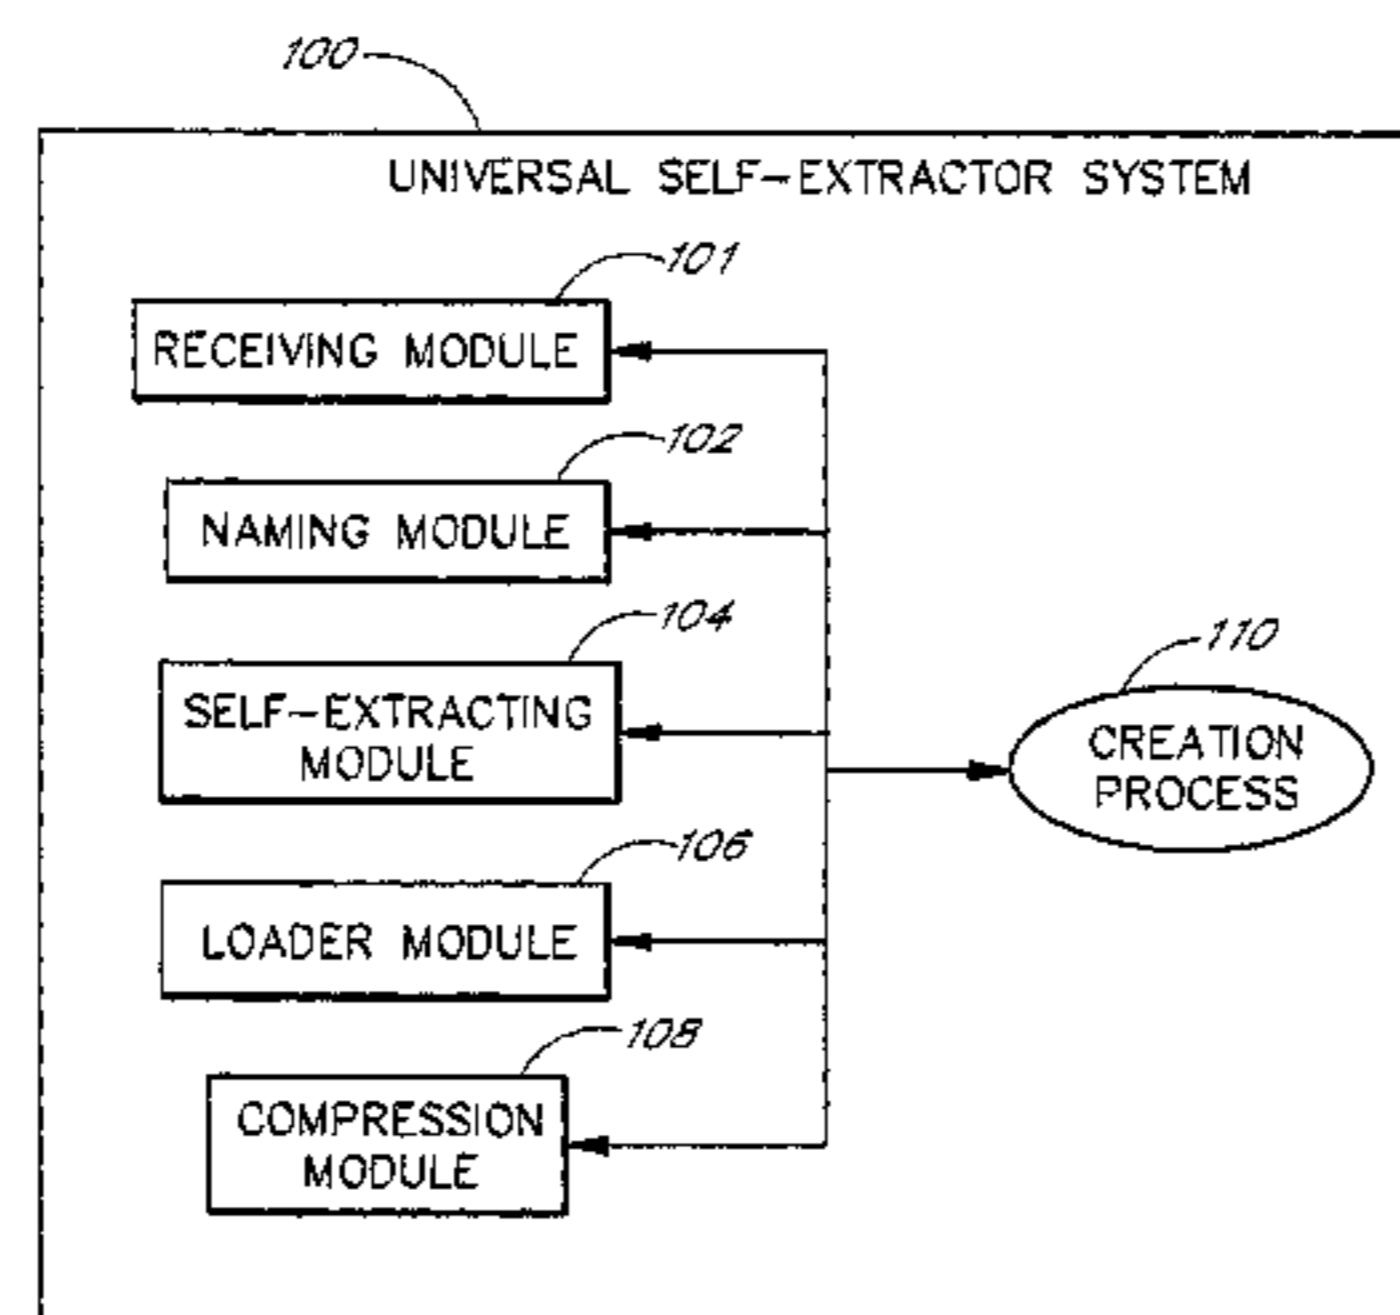 100
UNIVERSAL SELF-EXTRACTOR SYSTEM
101
RECEIVING MODULE
102
NAMING MODULE
104
SELF-EXTRACTING
MODULE
110
CREATION
PROCESS
106
LOADER MODULE
108
COMPRESSION
MODULE